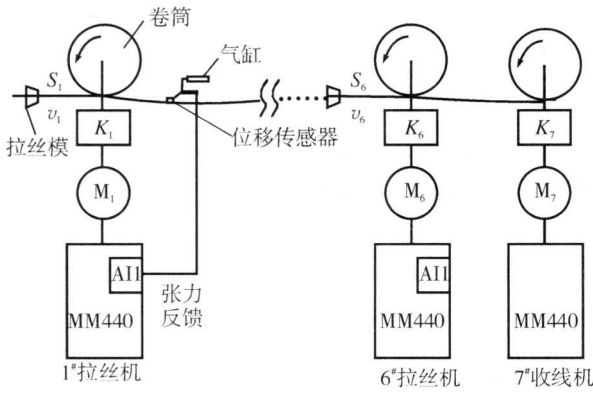 卷筒
气缸
S₁
S₆
v₁
v₆
拉丝模
K₁
位移传感器
K₆
K₇
M₁
M₆
M₇
AI1
AI1
张力
反馈
MM440
MM440
MM440
1#拉丝机
6#拉丝机
7#收线机